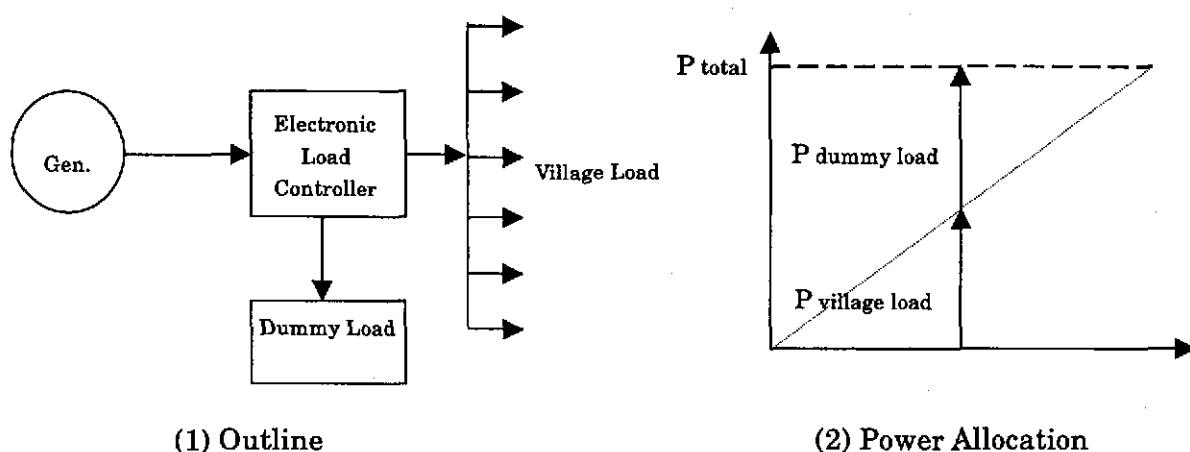 Gen.
Electronic
Load
Controller
Dummy Load
Village Load
(1) Outline
P total
P dummy load
P village load
(2) Power Allocation